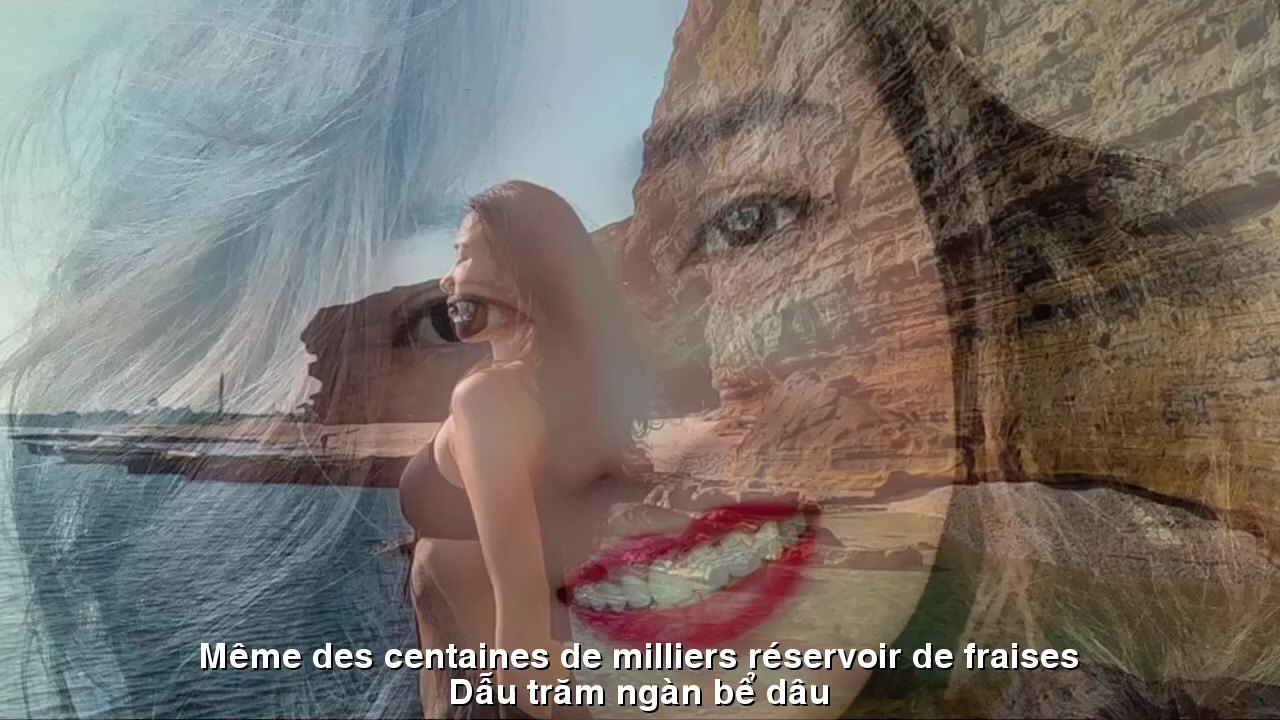 Même des centaines de milliers réservoir de fraises
Dẫu trăm ngàn bể dâu